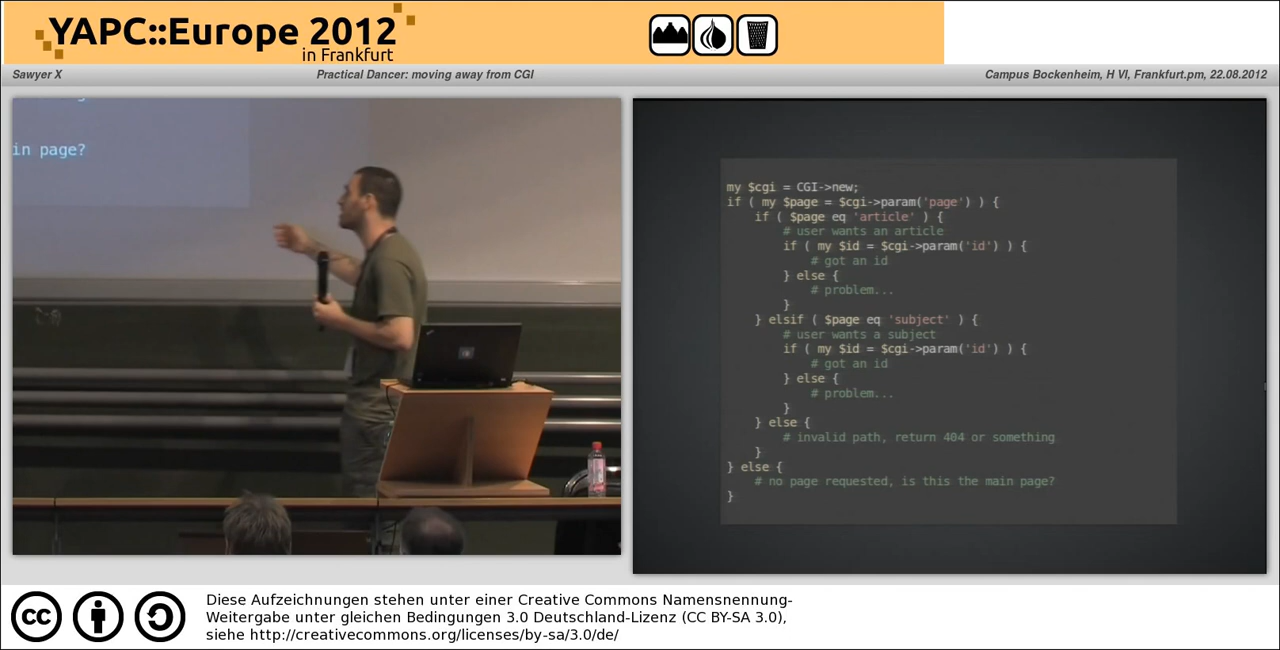 YAPC::Europe 2012
in Frankfurt
Sawyer X
Practical Dancer: moving away from CGI
Campus Bockenheim, H VI, Frankfurt.pm, 22.08.2012
in page?
my $cgi = CGI->new;
if ( my $page = $cgi->param('page') ) {
    if ( $page eq 'article' ) {
        # user wants an article
        if ( my $id = $cgi->param('id') ) {
            # got an id
        } else {
            # problem...
        }
    } elsif ( $page eq 'subject' ) {
        # user wants a subject
        if ( my $id = $cgi->param('id') ) {
            # got an id
        } else {
            # problem...
        }
    } else {
        # invalid path, return 404 or something
    }
} else {
    # no page requested, is this the main page?
}
cc
Diese Aufzeichnungen stehen unter einer Creative Commons Namensnennung-
Weitergabe unter gleichen Bedingungen 3.0 Deutschland-Lizenz (CC BY-SA 3.0),
siehe http://creativecommons.org/licenses/by-sa/3.0/de/